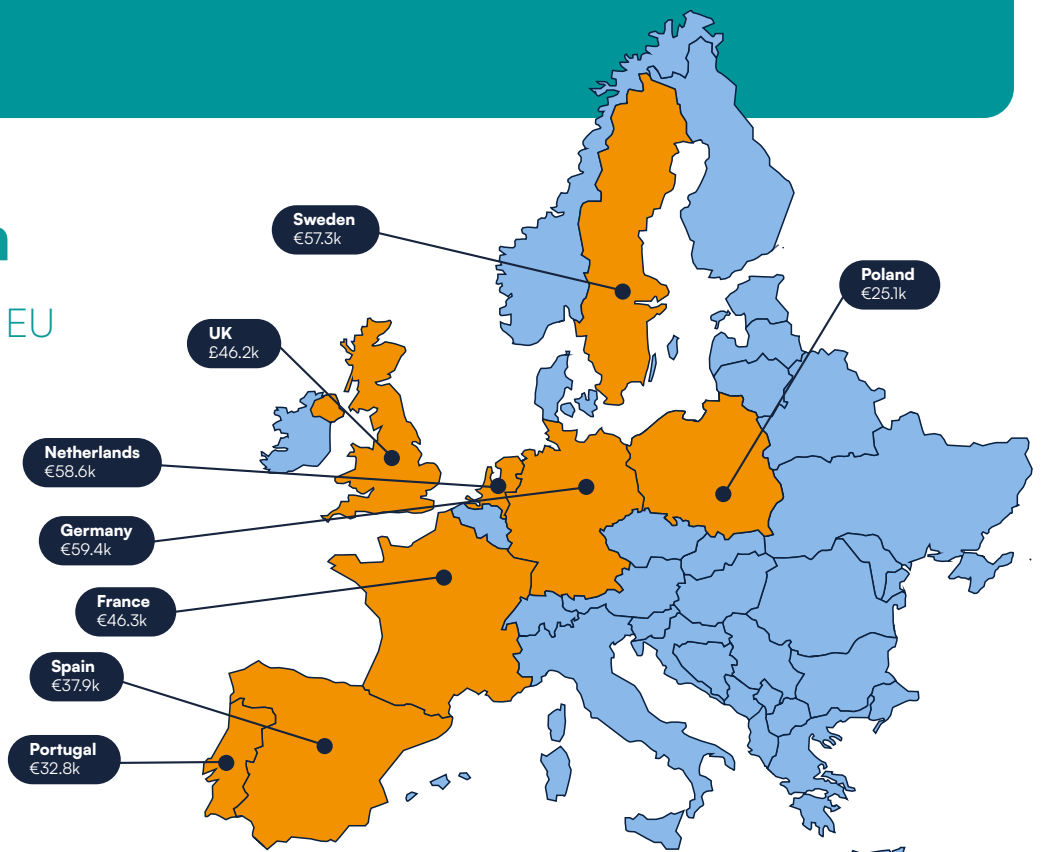 EU
Sweden
€57.3k
Poland
€25.1k
UK
£46.2k
Netherlands
€58.6k
Germany
€59.4k
France
€46.3k
Spain
€37.9k
Portugal
€32.8k